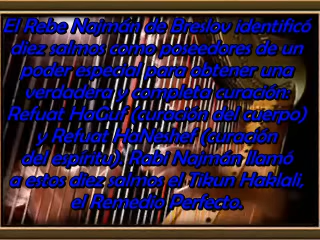 El Rebe Najmán de Breslov identificó
diez salmos como poseedores de un
poder especial para obtener una
verdadera y completa curación:
Refuat HaGuf (curación del cuerpo)
y Refuat HaNeshef (curación
del espíritu). Rabi Najmán llamó
a estos diez salmos el Tikun Haklali,
el Remedio Perfecto.